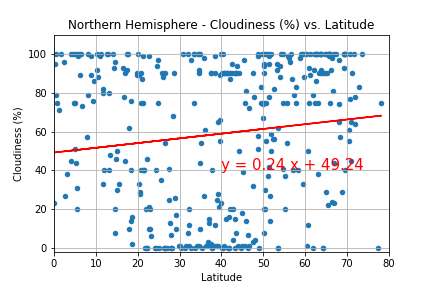 Northern Hemisphere - Cloudiness (%) vs. Latitude
100
80
60
40
20
0
Cloudiness (%)
y = 0.24 x + 49.24
0 10 20 30 40 50 60 70 80
Latitude